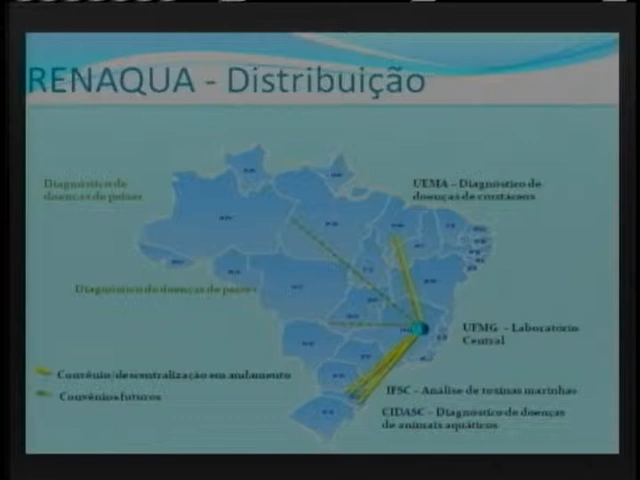 RENAQUA - Distribuição
Diagnóstico de
doenças de peixes
UEMA – Diagnóstico de
doenças de crustáceos
Diagnóstico de doenças de peixes
UFMG – Laboratório
Central
Convênio/descentralização em andamento
Convênios futuros
IFSC – Análise de toxinas marinhas
CIDASC – Diagnóstico de doenças
de animais aquáticos